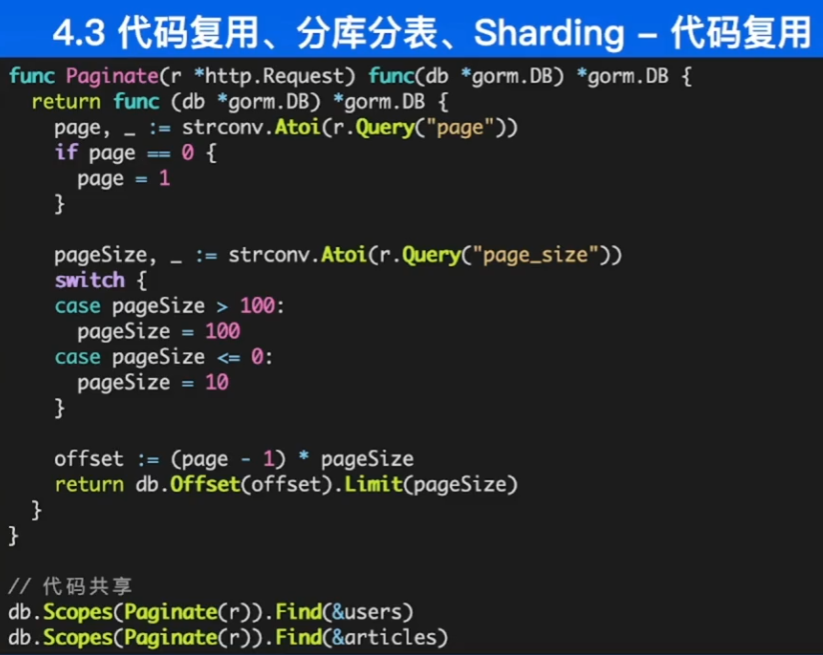 4.3 代码复用、分库分表、Sharding – 代码复用
func Paginate(r *http.Request) func(db *gorm.DB) *gorm.DB {
  return func (db *gorm.DB) *gorm.DB {
    page, _ := strconv.Atoi(r.Query("page"))
    if page == 0 {
      page = 1
    }

    pageSize, _ := strconv.Atoi(r.Query("page_size"))
    switch {
    case pageSize > 100:
      pageSize = 100
    case pageSize <= 0:
      pageSize = 10
    }

    offset := (page - 1) * pageSize
    return db.Offset(offset).Limit(pageSize)
  }
}

// 代码共享
db.Scopes(Paginate(r)).Find(&users)
db.Scopes(Paginate(r)).Find(&articles)